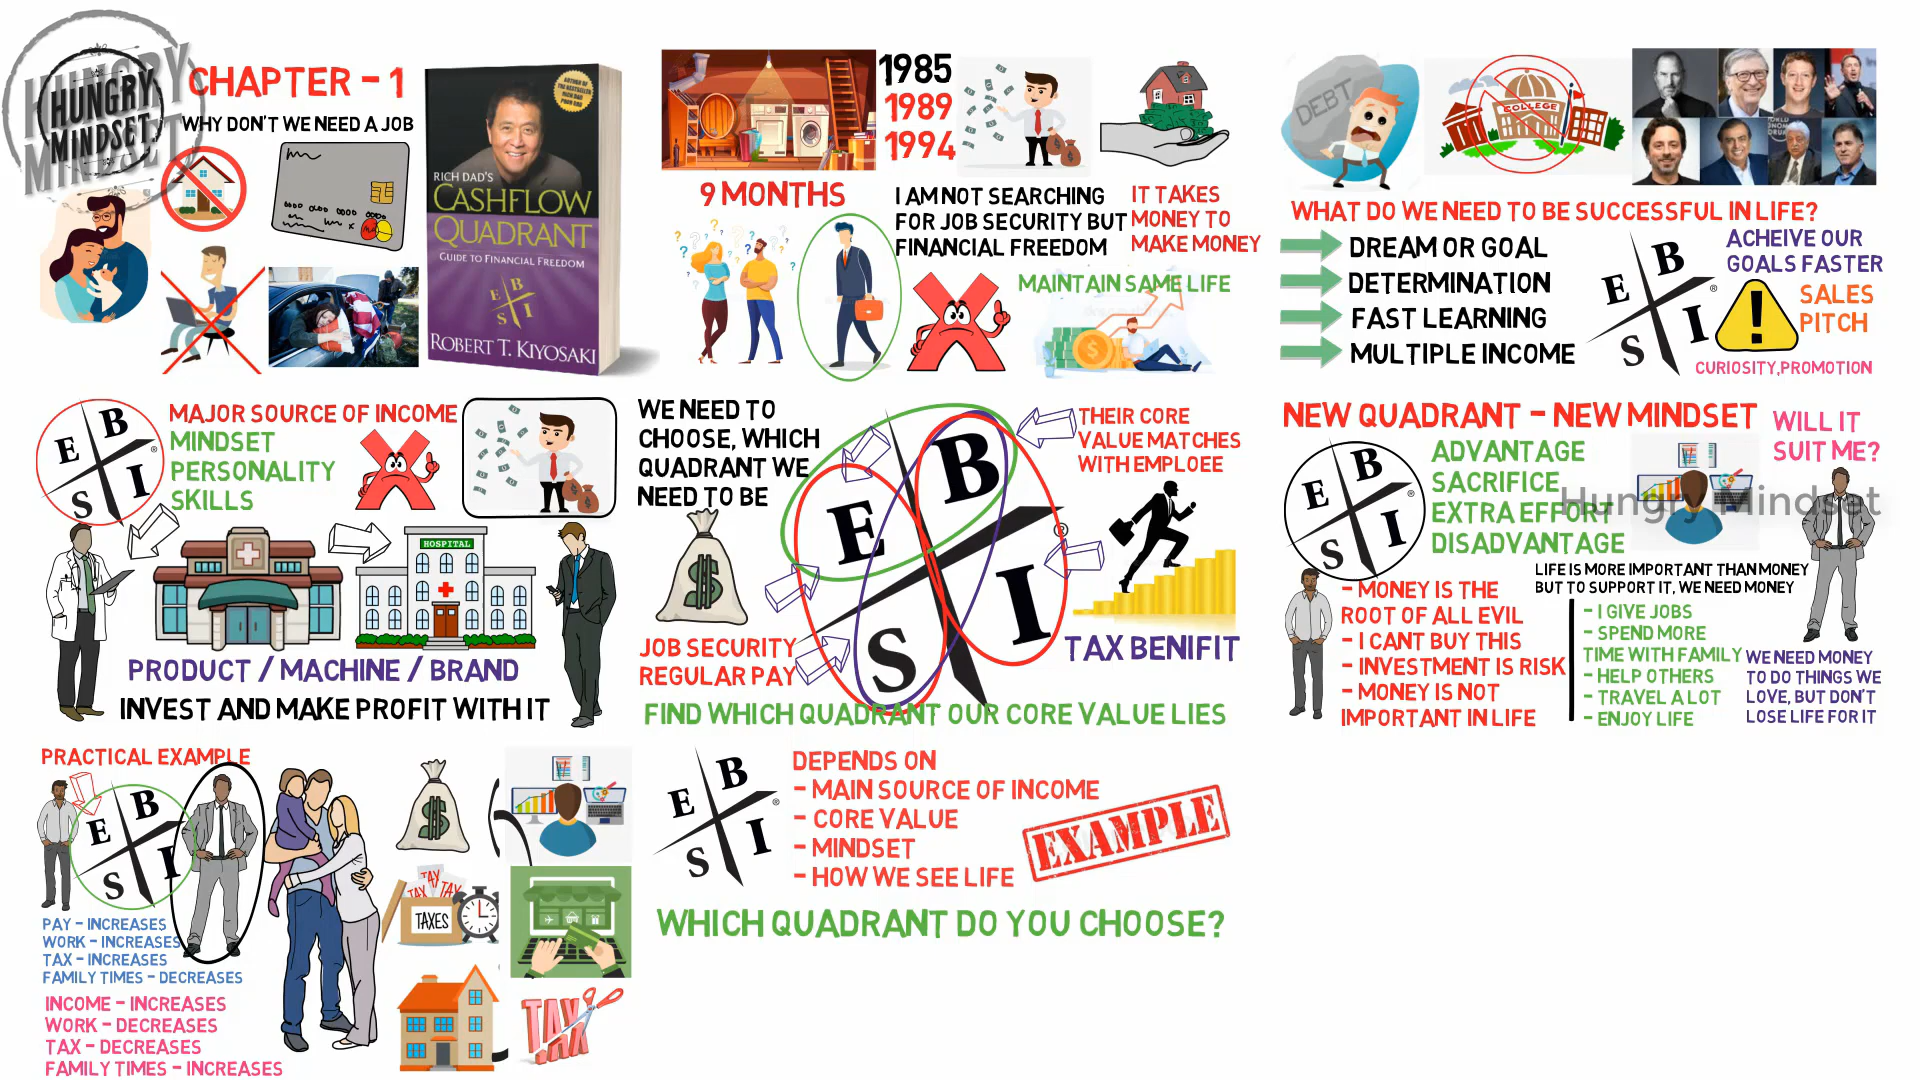 HUNGRY
MINDSET
CHAPTER - 1
WHY DON'T WE NEED A JOB
AUTHOR OF
THE BESTSELLER
RICH DAD
POOR DAD
RICH DAD'S
CASHFLOW
QUADRANT
GUIDE TO FINANCIAL FREEDOM
E B
S I
ROBERT T. KIYOSAKI
1985
1989
1994
9 MONTHS
I AM NOT SEARCHING
FOR JOB SECURITY BUT
FINANCIAL FREEDOM
IT TAKES
MONEY TO
MAKE MONEY
MAINTAIN SAME LIFE
DEBT
COLLEGE
WHAT DO WE NEED TO BE SUCCESSFUL IN LIFE?
DREAM OR GOAL
DETERMINATION
FAST LEARNING
MULTIPLE INCOME
E B
S I ®
ACHEIVE OUR
GOALS FASTER
SALES
PITCH
CURIOSITY,PROMOTION
E B
S I ®
MAJOR SOURCE OF INCOME
MINDSET
PERSONALITY
SKILLS
HOSPITAL
PRODUCT / MACHINE / BRAND
INVEST AND MAKE PROFIT WITH IT
WE NEED TO
CHOOSE, WHICH
QUADRANT WE
NEED TO BE
E B
S I ®
THEIR CORE
VALUE MATCHES
WITH EMPLOEE
JOB SECURITY
REGULAR PAY
TAX BENIFIT
FIND WHICH QUADRANT OUR CORE VALUE LIES
NEW QUADRANT - NEW MINDSET
WILL IT
SUIT ME?
E B
S I ®
ADVANTAGE
SACRIFICE
EXTRA EFFORT
DISADVANTAGE
Hungry Mindset
LIFE IS MORE IMPORTANT THAN MONEY
BUT TO SUPPORT IT, WE NEED MONEY
- MONEY IS THE
ROOT OF ALL EVIL
- I CANT BUY THIS
- INVESTMENT IS RISK
- MONEY IS NOT
IMPORTANT IN LIFE
- I GIVE JOBS
- SPEND MORE
TIME WITH FAMILY
- HELP OTHERS
- TRAVEL A LOT
- ENJOY LIFE
WE NEED MONEY
TO DO THINGS WE
LOVE, BUT DON'T
LOSE LIFE FOR IT
PRACTICAL EXAMPLE
E B
S I
PAY - INCREASES
WORK - INCREASES
TAX - INCREASES
FAMILY TIMES - DECREASES
INCOME - INCREASES
WORK - DECREASES
TAX - DECREASES
FAMILY TIMES - INCREASES
TAX
TAX TAX
TAXES
TAX
E B
S I ®
DEPENDS ON
- MAIN SOURCE OF INCOME
- CORE VALUE
- MINDSET
- HOW WE SEE LIFE
EXAMPLE
WHICH QUADRANT DO YOU CHOOSE?